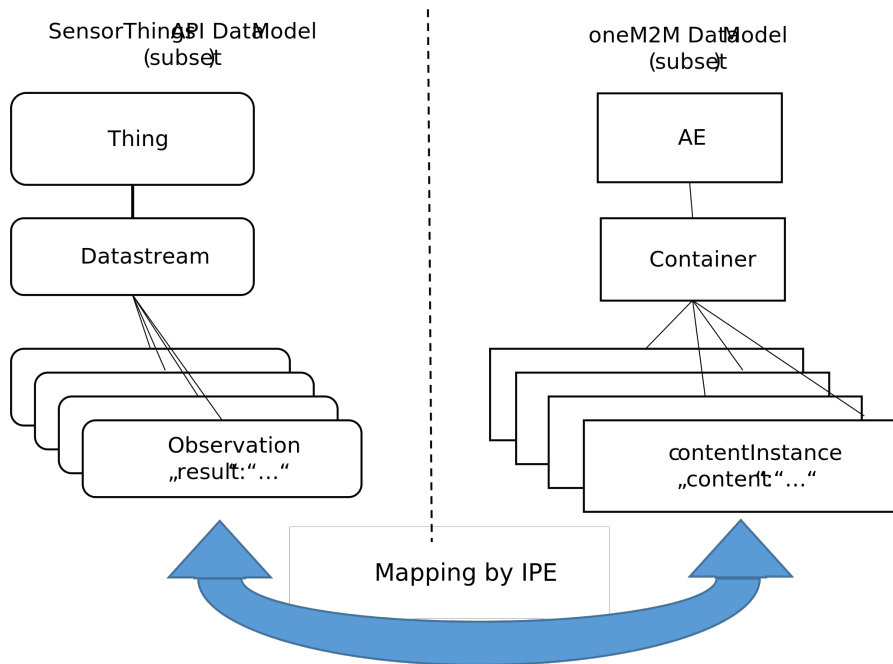 SensorThings API Data Model
(subset)
oneM2M Data Model
(subset)
Thing
AE
Datastream
Container
Observation
„result“:“…“
contentInstance
„content“:“…“
Mapping by IPE